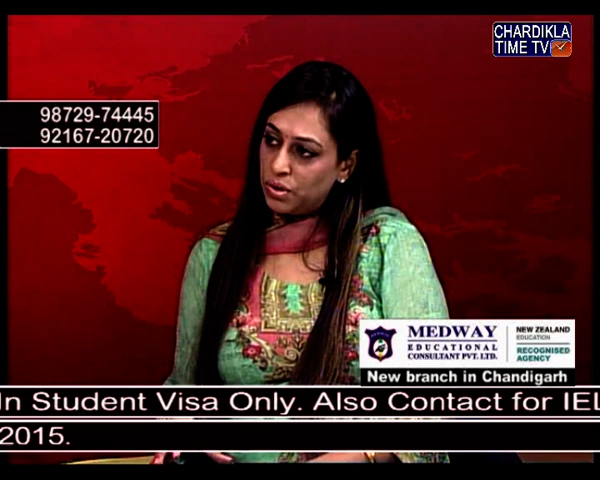 CHARDIKLA
TIME TV
98729-74445
92167-20720
MEDWAY
EDUCATIONAL
CONSULTANT PVT. LTD.
NEW ZEALAND
EDUCATION
RECOGNISED
AGENCY
New branch in Chandigarh
In Student Visa Only. Also Contact for IEL
2015.